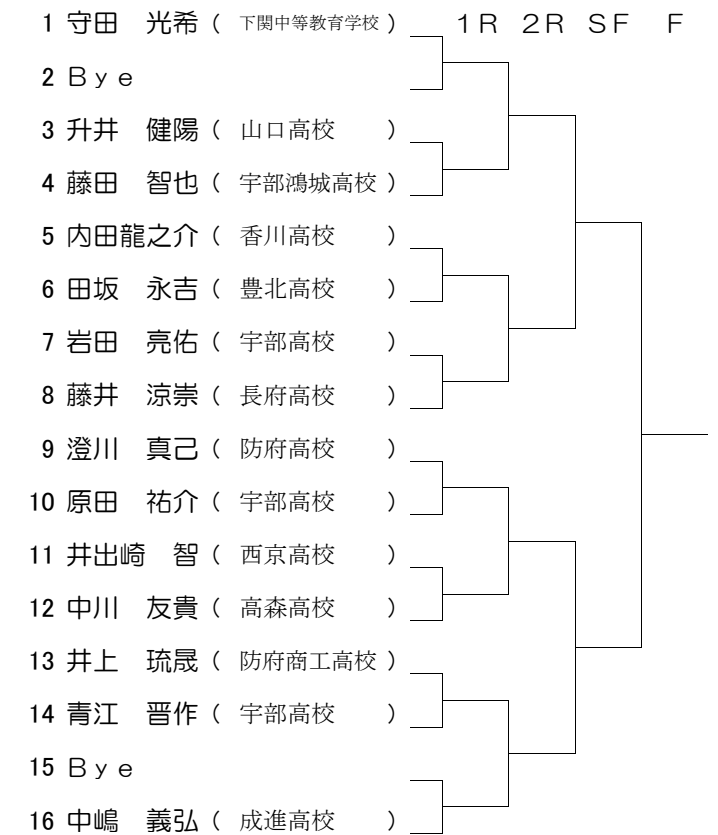 1 守田　光希 ( 下関中等教育学校 ) １Ｒ ２Ｒ ＳＦ Ｆ
2 Ｂｙｅ
3 升井　健陽 ( 山口高校 )
4 藤田　智也 ( 宇部鴻城高校 )
5 内田龍之介 ( 香川高校 )
6 田坂　永吉 ( 豊北高校 )
7 岩田　亮佑 ( 宇部高校 )
8 藤井　涼崇 ( 長府高校 )
9 澄川　真己 ( 防府高校 )
10 原田　祐介 ( 宇部高校 )
11 井出崎　智 ( 西京高校 )
12 中川　友貴 ( 高森高校 )
13 井上　琉晟 ( 防府商工高校 )
14 青江　晋作 ( 宇部高校 )
15 Ｂｙｅ
16 中嶋　義弘 ( 成進高校 )